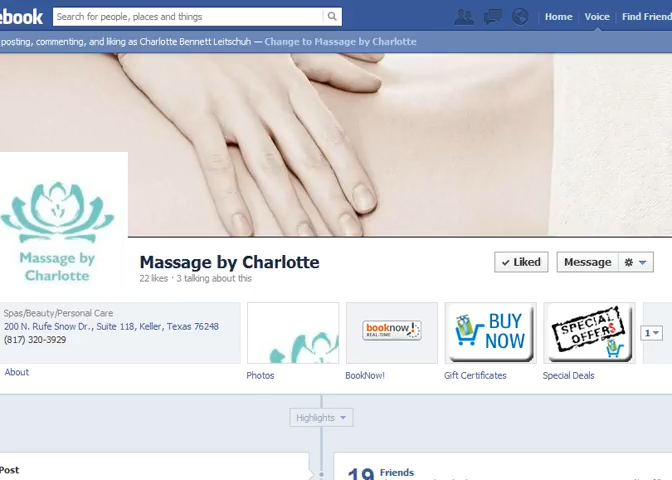 ebook
Search for people, places and things
Home
Voice
Find Friend
posting, commenting, and liking as Charlotte Bennett Leitschuh — Change to Massage by Charlotte
Massage by
Charlotte
Massage by Charlotte
22 likes · 3 talking about this
Liked
Message
Spas/Beauty/Personal Care
200 N. Rufe Snow Dr., Suite 118, Keller, Texas 76248
(817) 320-3929
About
Photos
booknow!
REAL-TIME
BookNow!
BUY
NOW
Gift Certificates
SPECIAL
OFFERS
Special Deals
1
Highlights
Post
19
Friends